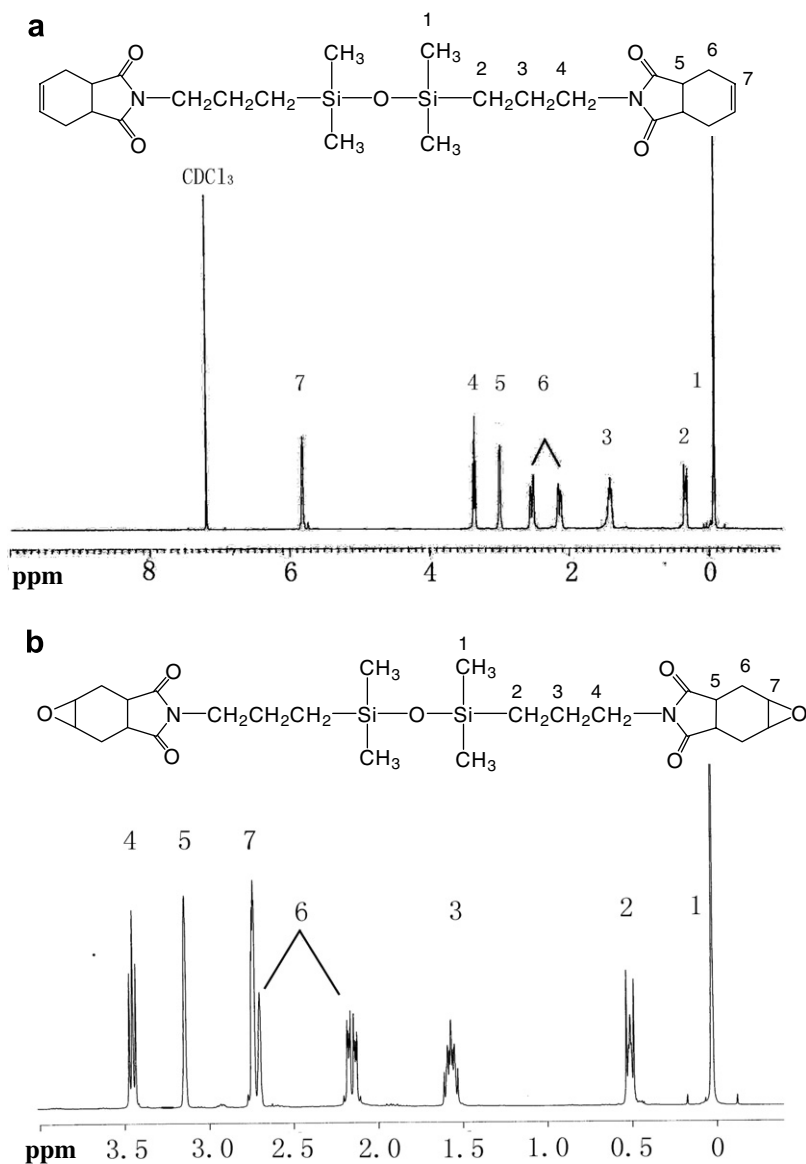 a
1
O CH₃ CH₃ O 5 6
2 3 4 7
N CH₂CH₂CH₂ Si O Si CH₂CH₂CH₂ N
O CH₃ CH₃ O
CDCl₃
7 4 5 6 1
3 2
8 6 4 2 0
ppm
b
1
O CH₃ CH₃ O 6
2 3 4 5 7
O N CH₂CH₂CH₂ Si O Si CH₂CH₂CH₂ N O
O CH₃ CH₃ O
4 5 7
6 3 2 1
ppm 3.5 3.0 2.5 2.0 1.5 1.0 0.5 0